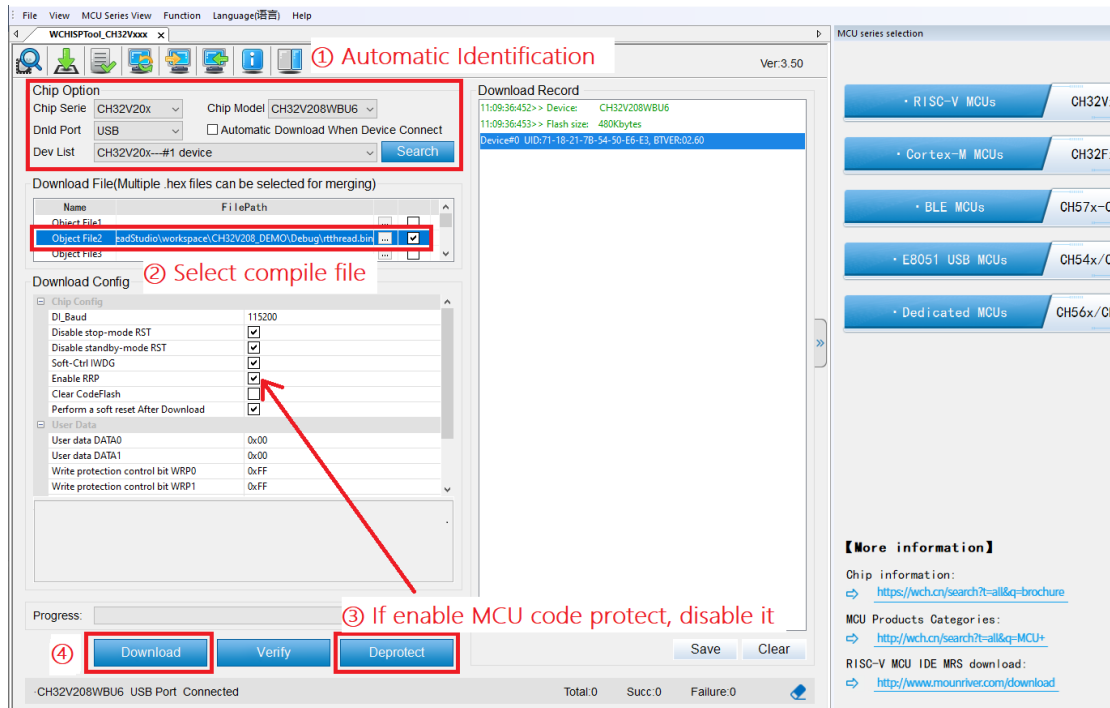 File View MCU Series View Function Language(语言) Help
WCHISPTool_CH32Vxxx x
MCU series selection
① Automatic Identification
Ver:3.50
Chip Option
Chip Serie CH32V20x Chip Model CH32V208WBU6
Dnld Port USB Automatic Download When Device Connect
Dev List CH32V20x---#1 device Search
Download File(Multiple .hex files can be selected for merging)
Name FilePath
Object File1 ...
Object File2 eadStudio\workspace\CH32V208_DEMO\Debug\rtthread.bin ...
Object File3 ...
② Select compile file
Download Config
Chip Config
DI_Baud 115200
Disable stop-mode RST
Disable standby-mode RST
Soft-Ctrl IWDG
Enable RRP
Clear CodeFlash
Perform a soft reset After Download
User Data
User data DATA0 0x00
User data DATA1 0x00
Write protection control bit WRP0 0xFF
Write protection control bit WRP1 0xFF
.
Progress:
③ If enable MCU code protect, disable it
④ Download Verify Deprotect
Download Record
11:09:36:452>> Device: CH32V208WBU6
11:09:36:453>> Flash size: 480Kbytes
Device#0 UID:71-18-21-7B-54-50-E6-E3, BTVER:02.60
Save Clear
·CH32V208WBU6 USB Port Connected Total:0 Succ:0 Failure:0
»
· RISC-V MCUs CH32V
· Cortex-M MCUs CH32F
· BLE MCUs CH57x-C
· E8051 USB MCUs CH54x/C
· Dedicated MCUs CH56x/C
【More information】
Chip information:
https://wch.cn/search?t=all&q=brochure
MCU Products Categories:
http://wch.cn/search?t=all&q=MCU+
RISC-V MCU IDE MRS download:
http://www.mounriver.com/download